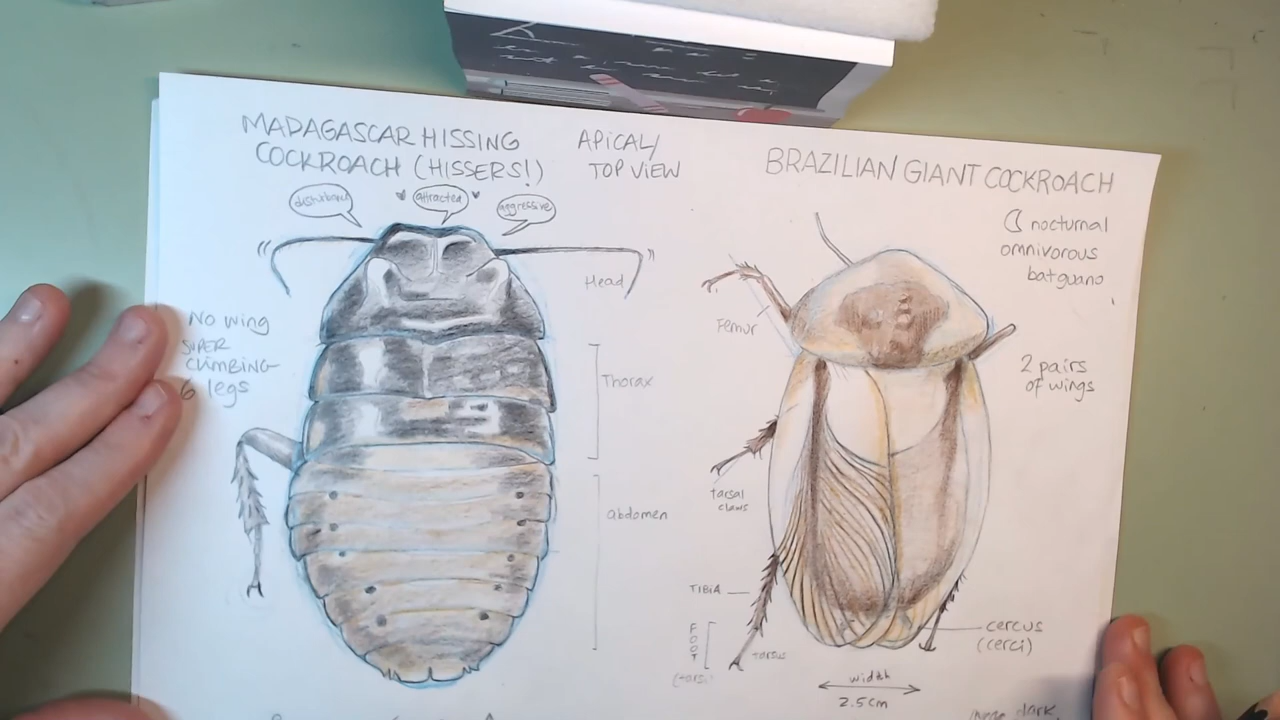 MADAGASCAR HISSING
COCKROACH (HISSERS!)
APICAL/
TOP VIEW
BRAZILIAN GIANT COCKROACH
disturbed
attracted
aggressive
Head
No wing
SUPER
CLIMBING
6 legs
Thorax
abdomen
nocturnal
omnivorous
batguano
Femur
2 pairs
of wings
tarsal
claws
TIBIA
FOOT
(tarsi
tarsus
cercus
(cerci)
width
2.5cm
dark,